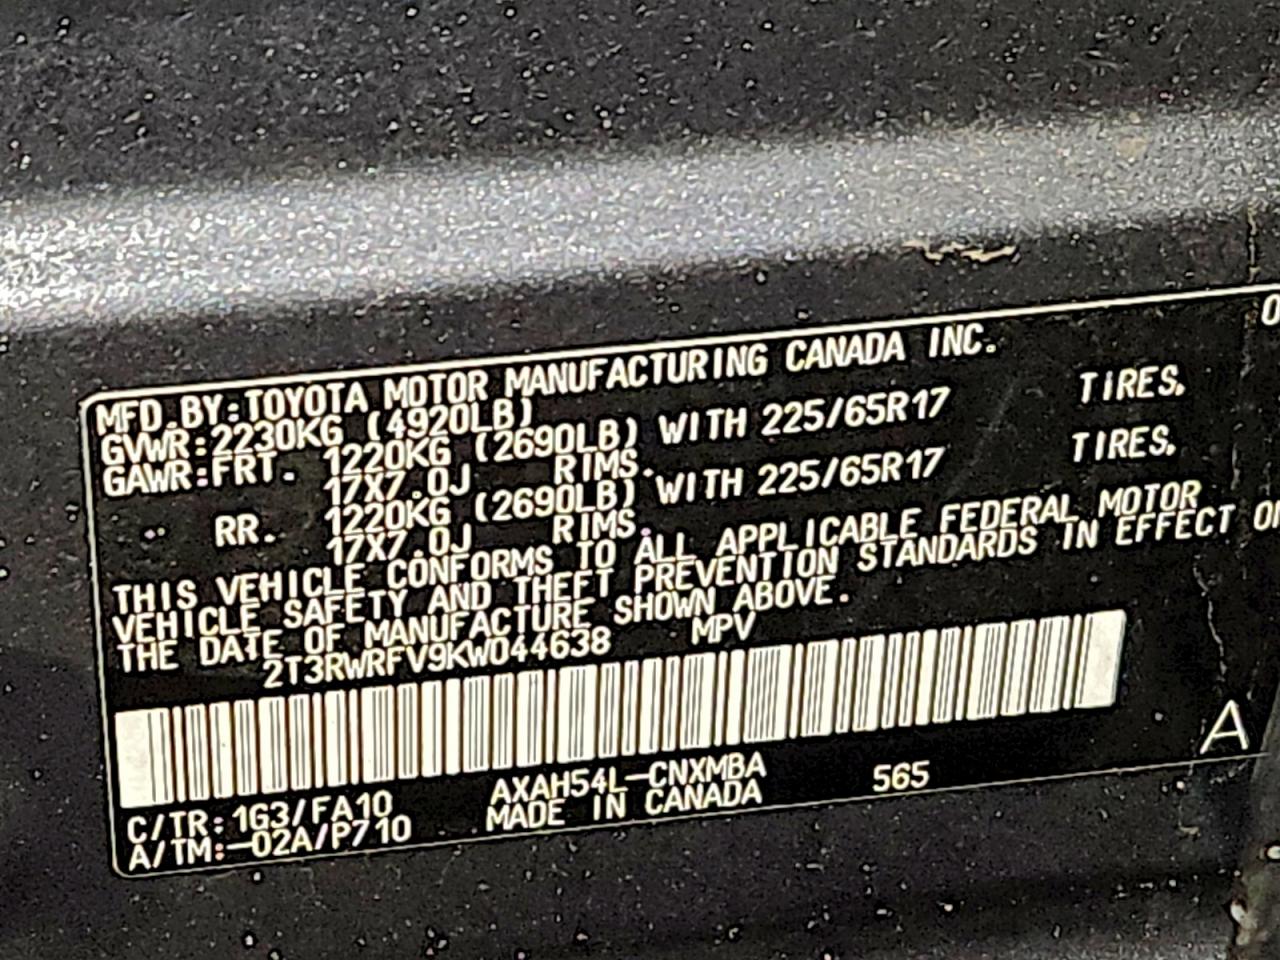 MFD.BY:TOYOTA MOTOR MANUFACTURING CANADA INC.
GVWR:2230KG (4920LB)
GAWR:FRT. 1220KG (2690LB) WITH 225/65R17 TIRES.
17X7.0J RIMS.
" RR. 1220KG (2690LB) WITH 225/65R17 TIRES.
17X7.0J RIMS.
THIS VEHICLE CONFORMS TO ALL APPLICABLE FEDERAL MOTOR
VEHICLE SAFETY AND THEFT PREVENTION STANDARDS IN EFFECT
THE DATE OF MANUFACTURE SHOWN ABOVE.
2T3RWRFV9KW044638 MPV
C/TR:1G3/FA10 AXAH54L-CNXMBA 565
A/TM:-02A/P710 MADE IN CANADA
A